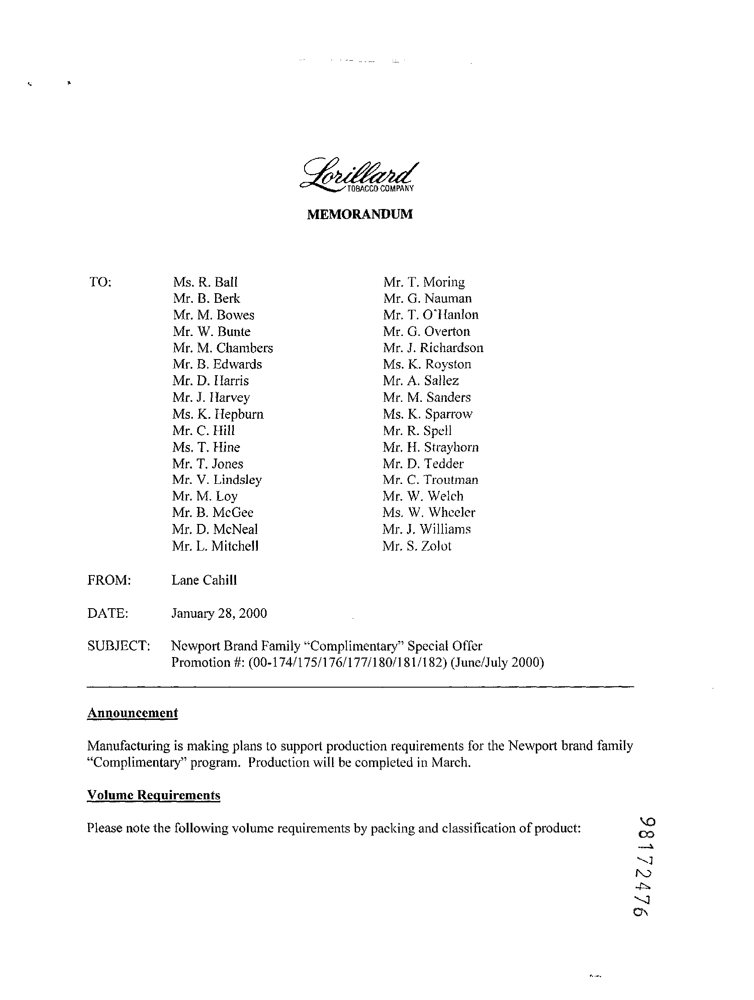 Lorillard
TOBACCO COMPANY
MEMORANDUM
TO: Ms. R. Ball Mr. T. Moring
Mr. B. Berk Mr. G. Nauman
Mr. M. Bowes Mr. T. O'Hanlon
Mr. W. Bunte Mr. G. Overton
Mr. M. Chambers Mr. J. Richardson
Mr. B. Edwards Ms. K. Royston
Mr. D. Harris Mr. A. Sallez
Mr. J. Harvey Mr. M. Sanders
Ms. K. Hepburn Ms. K. Sparrow
Mr. C. Hill Mr. R. Spell
Ms. T. Hine Mr. H. Strayhorn
Mr. T. Jones Mr. D. Tedder
Mr. V. Lindsley Mr. C. Troutman
Mr. M. Loy Mr. W. Welch
Mr. B. McGee Ms. W. Wheeler
Mr. D. McNeal Mr. J. Williams
Mr. L. Mitchell Mr. S. Zolot
FROM: Lane Cahill
DATE: January 28, 2000
SUBJECT: Newport Brand Family “Complimentary” Special Offer
Promotion #: (00-174/175/176/177/180/181/182) (June/July 2000)
Announcement
Manufacturing is making plans to support production requirements for the Newport brand family
“Complimentary” program. Production will be completed in March.
Volume Requirements
Please note the following volume requirements by packing and classification of product:
98172476